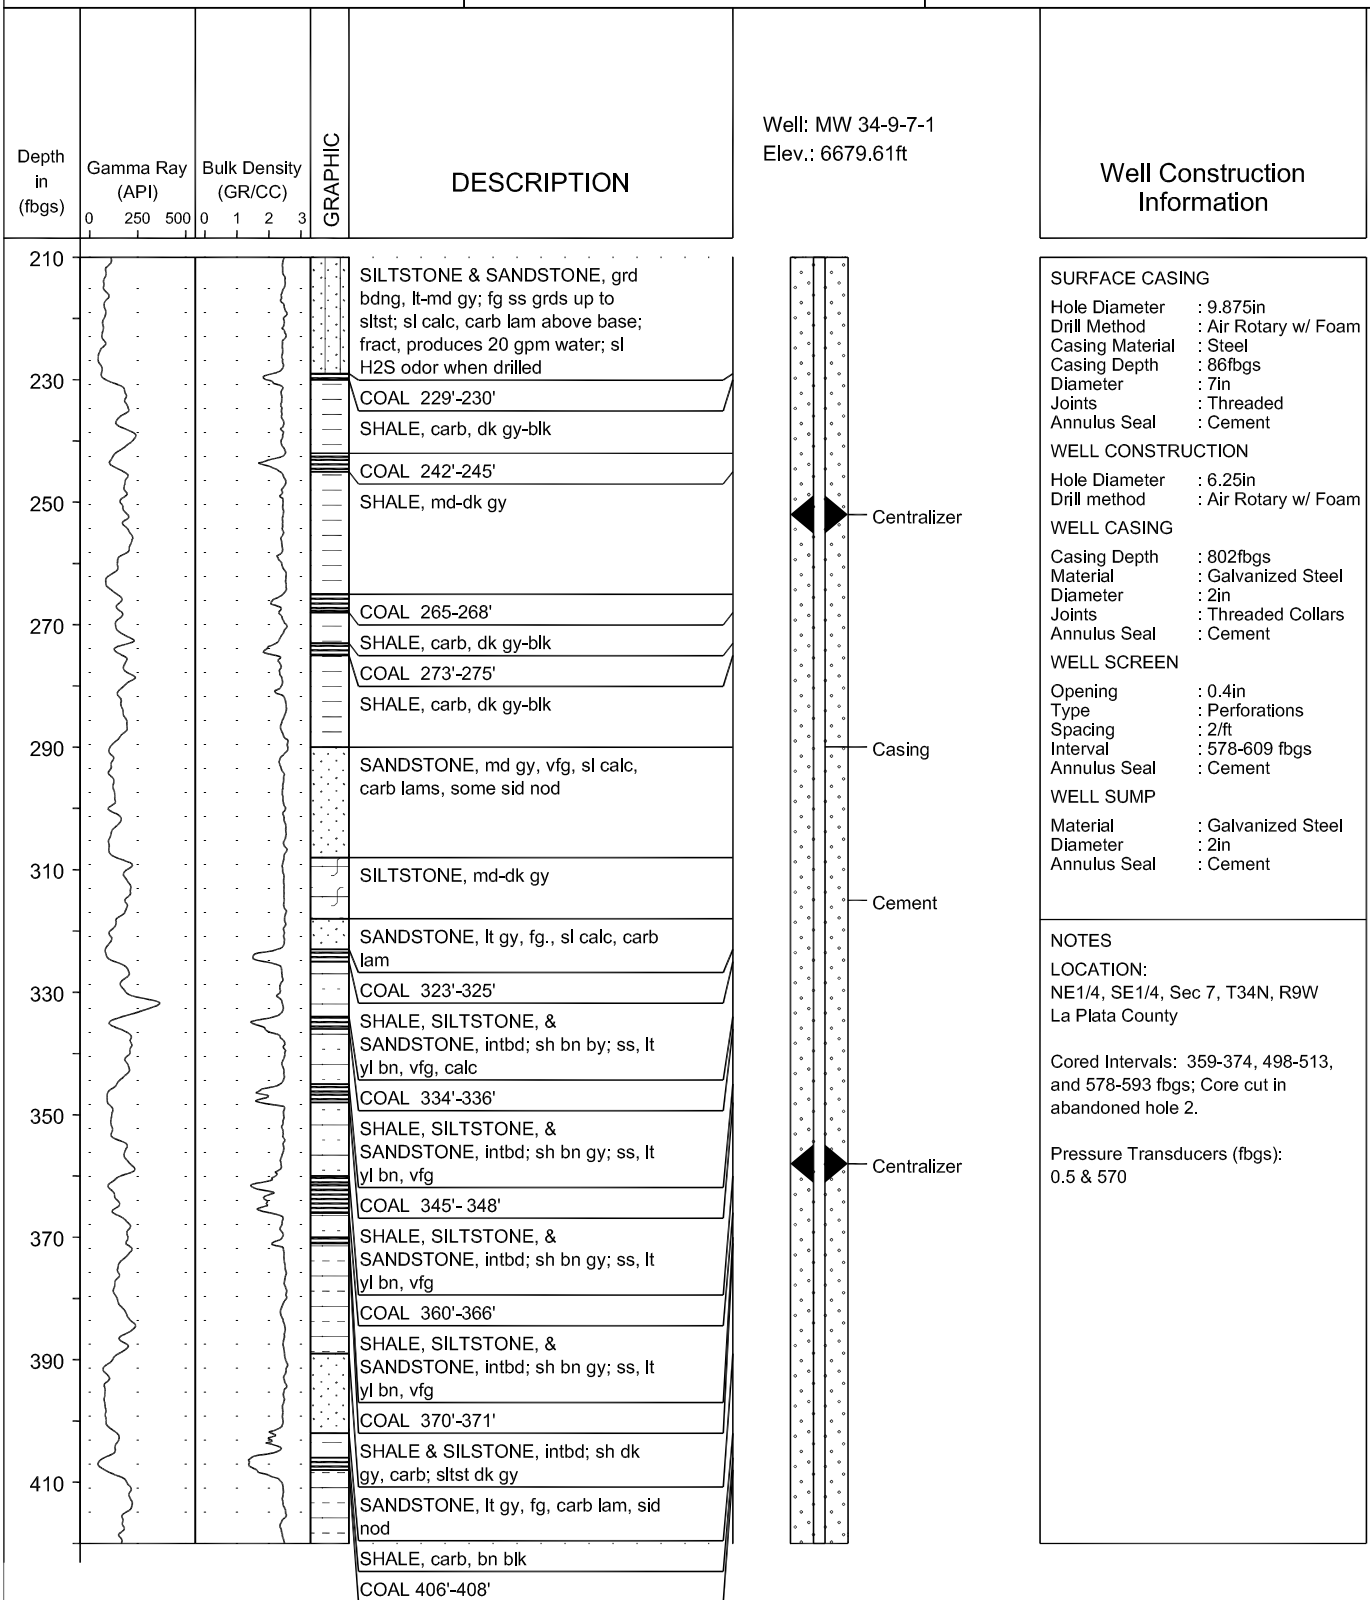 Depth
in
(fbgs)
Gamma Ray
(API)
0 250 500
Bulk Density
(GR/CC)
0 1 2 3
GRAPHIC
DESCRIPTION
Well: MW 34-9-7-1
Elev.: 6679.61ft
Well Construction
Information
210
230
250
270
290
310
330
350
370
390
410
SILTSTONE & SANDSTONE, grd
bdng, lt-md gy; fg ss grds up to
sltst; sl calc, carb lam above base;
fract, produces 20 gpm water; sl
H2S odor when drilled
COAL 229'-230'
SHALE, carb, dk gy-blk
COAL 242'-245'
SHALE, md-dk gy
COAL 265-268'
SHALE, carb, dk gy-blk
COAL 273'-275'
SHALE, carb, dk gy-blk
SANDSTONE, md gy, vfg, sl calc,
carb lams, some sid nod
SILTSTONE, md-dk gy
SANDSTONE, lt gy, fg., sl calc, carb
lam
COAL 323'-325'
SHALE, SILTSTONE, &
SANDSTONE, intbd; sh bn by; ss, lt
yl bn, vfg, calc
COAL 334'-336'
SHALE, SILTSTONE, &
SANDSTONE, intbd; sh bn gy; ss, lt
yl bn, vfg
COAL 345'- 348'
SHALE, SILTSTONE, &
SANDSTONE, intbd; sh bn gy; ss, lt
yl bn, vfg
COAL 360'-366'
SHALE, SILTSTONE, &
SANDSTONE, intbd; sh bn gy; ss, lt
yl bn, vfg
COAL 370'-371'
SHALE & SILSTONE, intbd; sh dk
gy, carb; sltst dk gy
SANDSTONE, lt gy, fg, carb lam, sid
nod
SHALE, carb, bn blk
COAL 406'-408'
Centralizer
Casing
Cement
Centralizer
SURFACE CASING
Hole Diameter : 9.875in
Drill Method : Air Rotary w/ Foam
Casing Material : Steel
Casing Depth : 86fbgs
Diameter : 7in
Joints : Threaded
Annulus Seal : Cement
WELL CONSTRUCTION
Hole Diameter : 6.25in
Drill method : Air Rotary w/ Foam
WELL CASING
Casing Depth : 802fbgs
Material : Galvanized Steel
Diameter : 2in
Joints : Threaded Collars
Annulus Seal : Cement
WELL SCREEN
Opening : 0.4in
Type : Perforations
Spacing : 2/ft
Interval : 578-609 fbgs
Annulus Seal : Cement
WELL SUMP
Material : Galvanized Steel
Diameter : 2in
Annulus Seal : Cement
NOTES
LOCATION:
NE1/4, SE1/4, Sec 7, T34N, R9W
La Plata County
Cored Intervals: 359-374, 498-513,
and 578-593 fbgs; Core cut in
abandoned hole 2.
Pressure Transducers (fbgs):
0.5 & 570